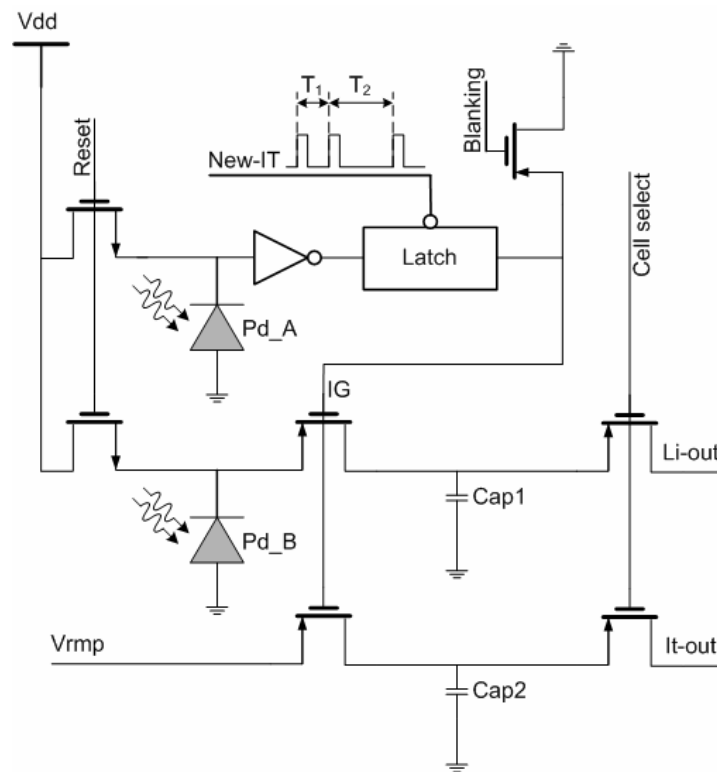 Vdd
T1 T2
Reset
New-IT
Blanking
Cell select
Latch
Pd_A
IG
Li-out
Cap1
Pd_B
Vrmp
It-out
Cap2